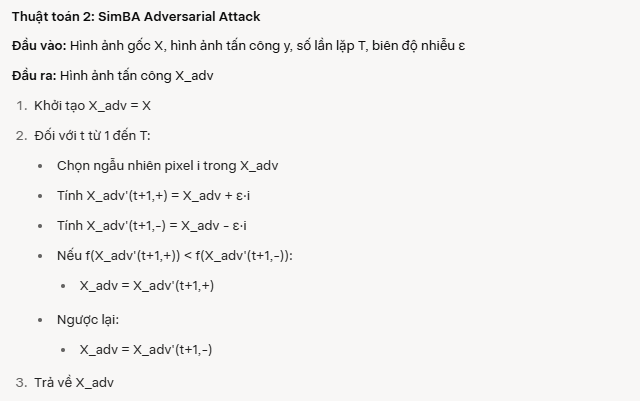 Thuật toán 2: SimBA Adversarial Attack
Đầu vào: Hình ảnh gốc X, hình ảnh tấn công y, số lần lặp T, biên độ nhiễu ε
Đầu ra: Hình ảnh tấn công X_adv
1. Khởi tạo X_adv = X
2. Đối với t từ 1 đến T:
• Chọn ngẫu nhiên pixel i trong X_adv
• Tính X_adv'(t+1,+) = X_adv + ε·i
• Tính X_adv'(t+1,-) = X_adv - ε·i
• Nếu f(X_adv'(t+1,+)) < f(X_adv'(t+1,-)):
• X_adv = X_adv'(t+1,+)
• Ngược lại:
• X_adv = X_adv'(t+1,-)
3. Trả về X_adv